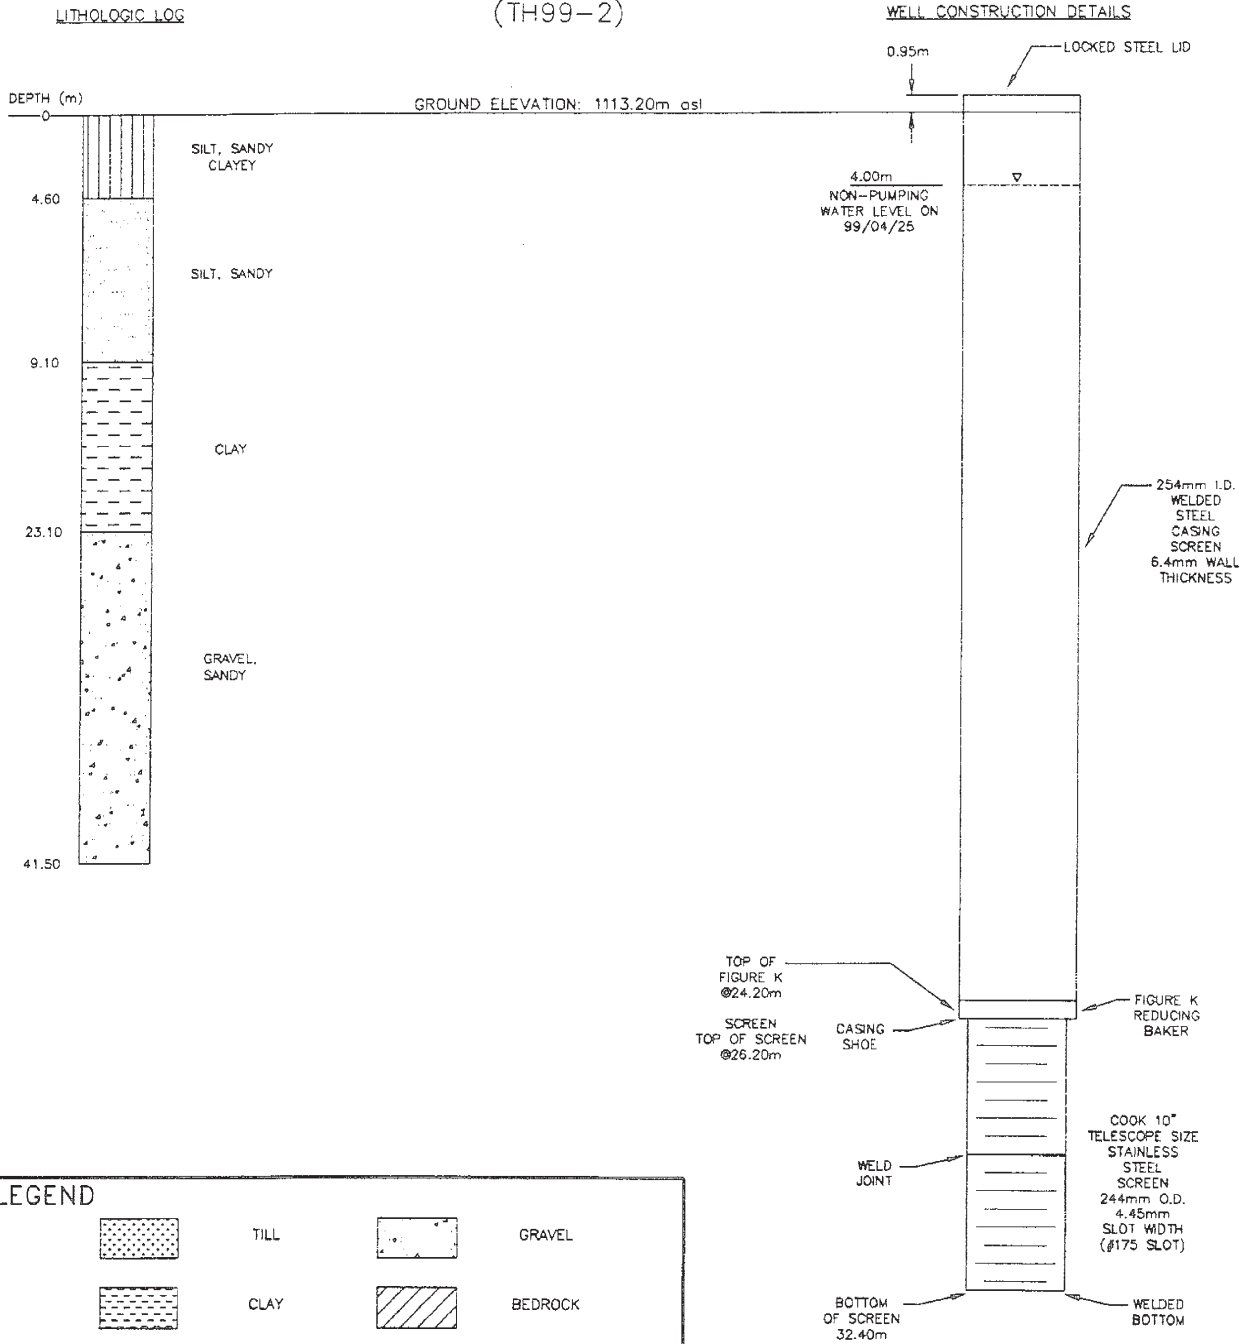 LITHOLOGIC LOG
(TH99-2)
WELL CONSTRUCTION DETAILS
0.95m
LOCKED STEEL LID
DEPTH (m)
0
GROUND ELEVATION: 1113.20m asl
SILT, SANDY
CLAYEY
4.00m
NON-PUMPING
WATER LEVEL ON
99/04/25
4.60
SILT, SANDY
9.10
CLAY
254mm I.D.
WELDED
STEEL
CASING
SCREEN
6.4mm WALL
THICKNESS
23.10
GRAVEL,
SANDY
41.50
TOP OF
FIGURE K
@24.20m
FIGURE K
REDUCING
BAKER
SCREEN
TOP OF SCREEN
@26.20m
CASING
SHOE
COOK 10"
TELESCOPE SIZE
STAINLESS
STEEL
SCREEN
244mm O.D.
4.45mm
SLOT WIDTH
(#175 SLOT)
WELD
JOINT
LEGEND
TILL
GRAVEL
CLAY
BEDROCK
BOTTOM
OF SCREEN
32.40m
WELDED
BOTTOM